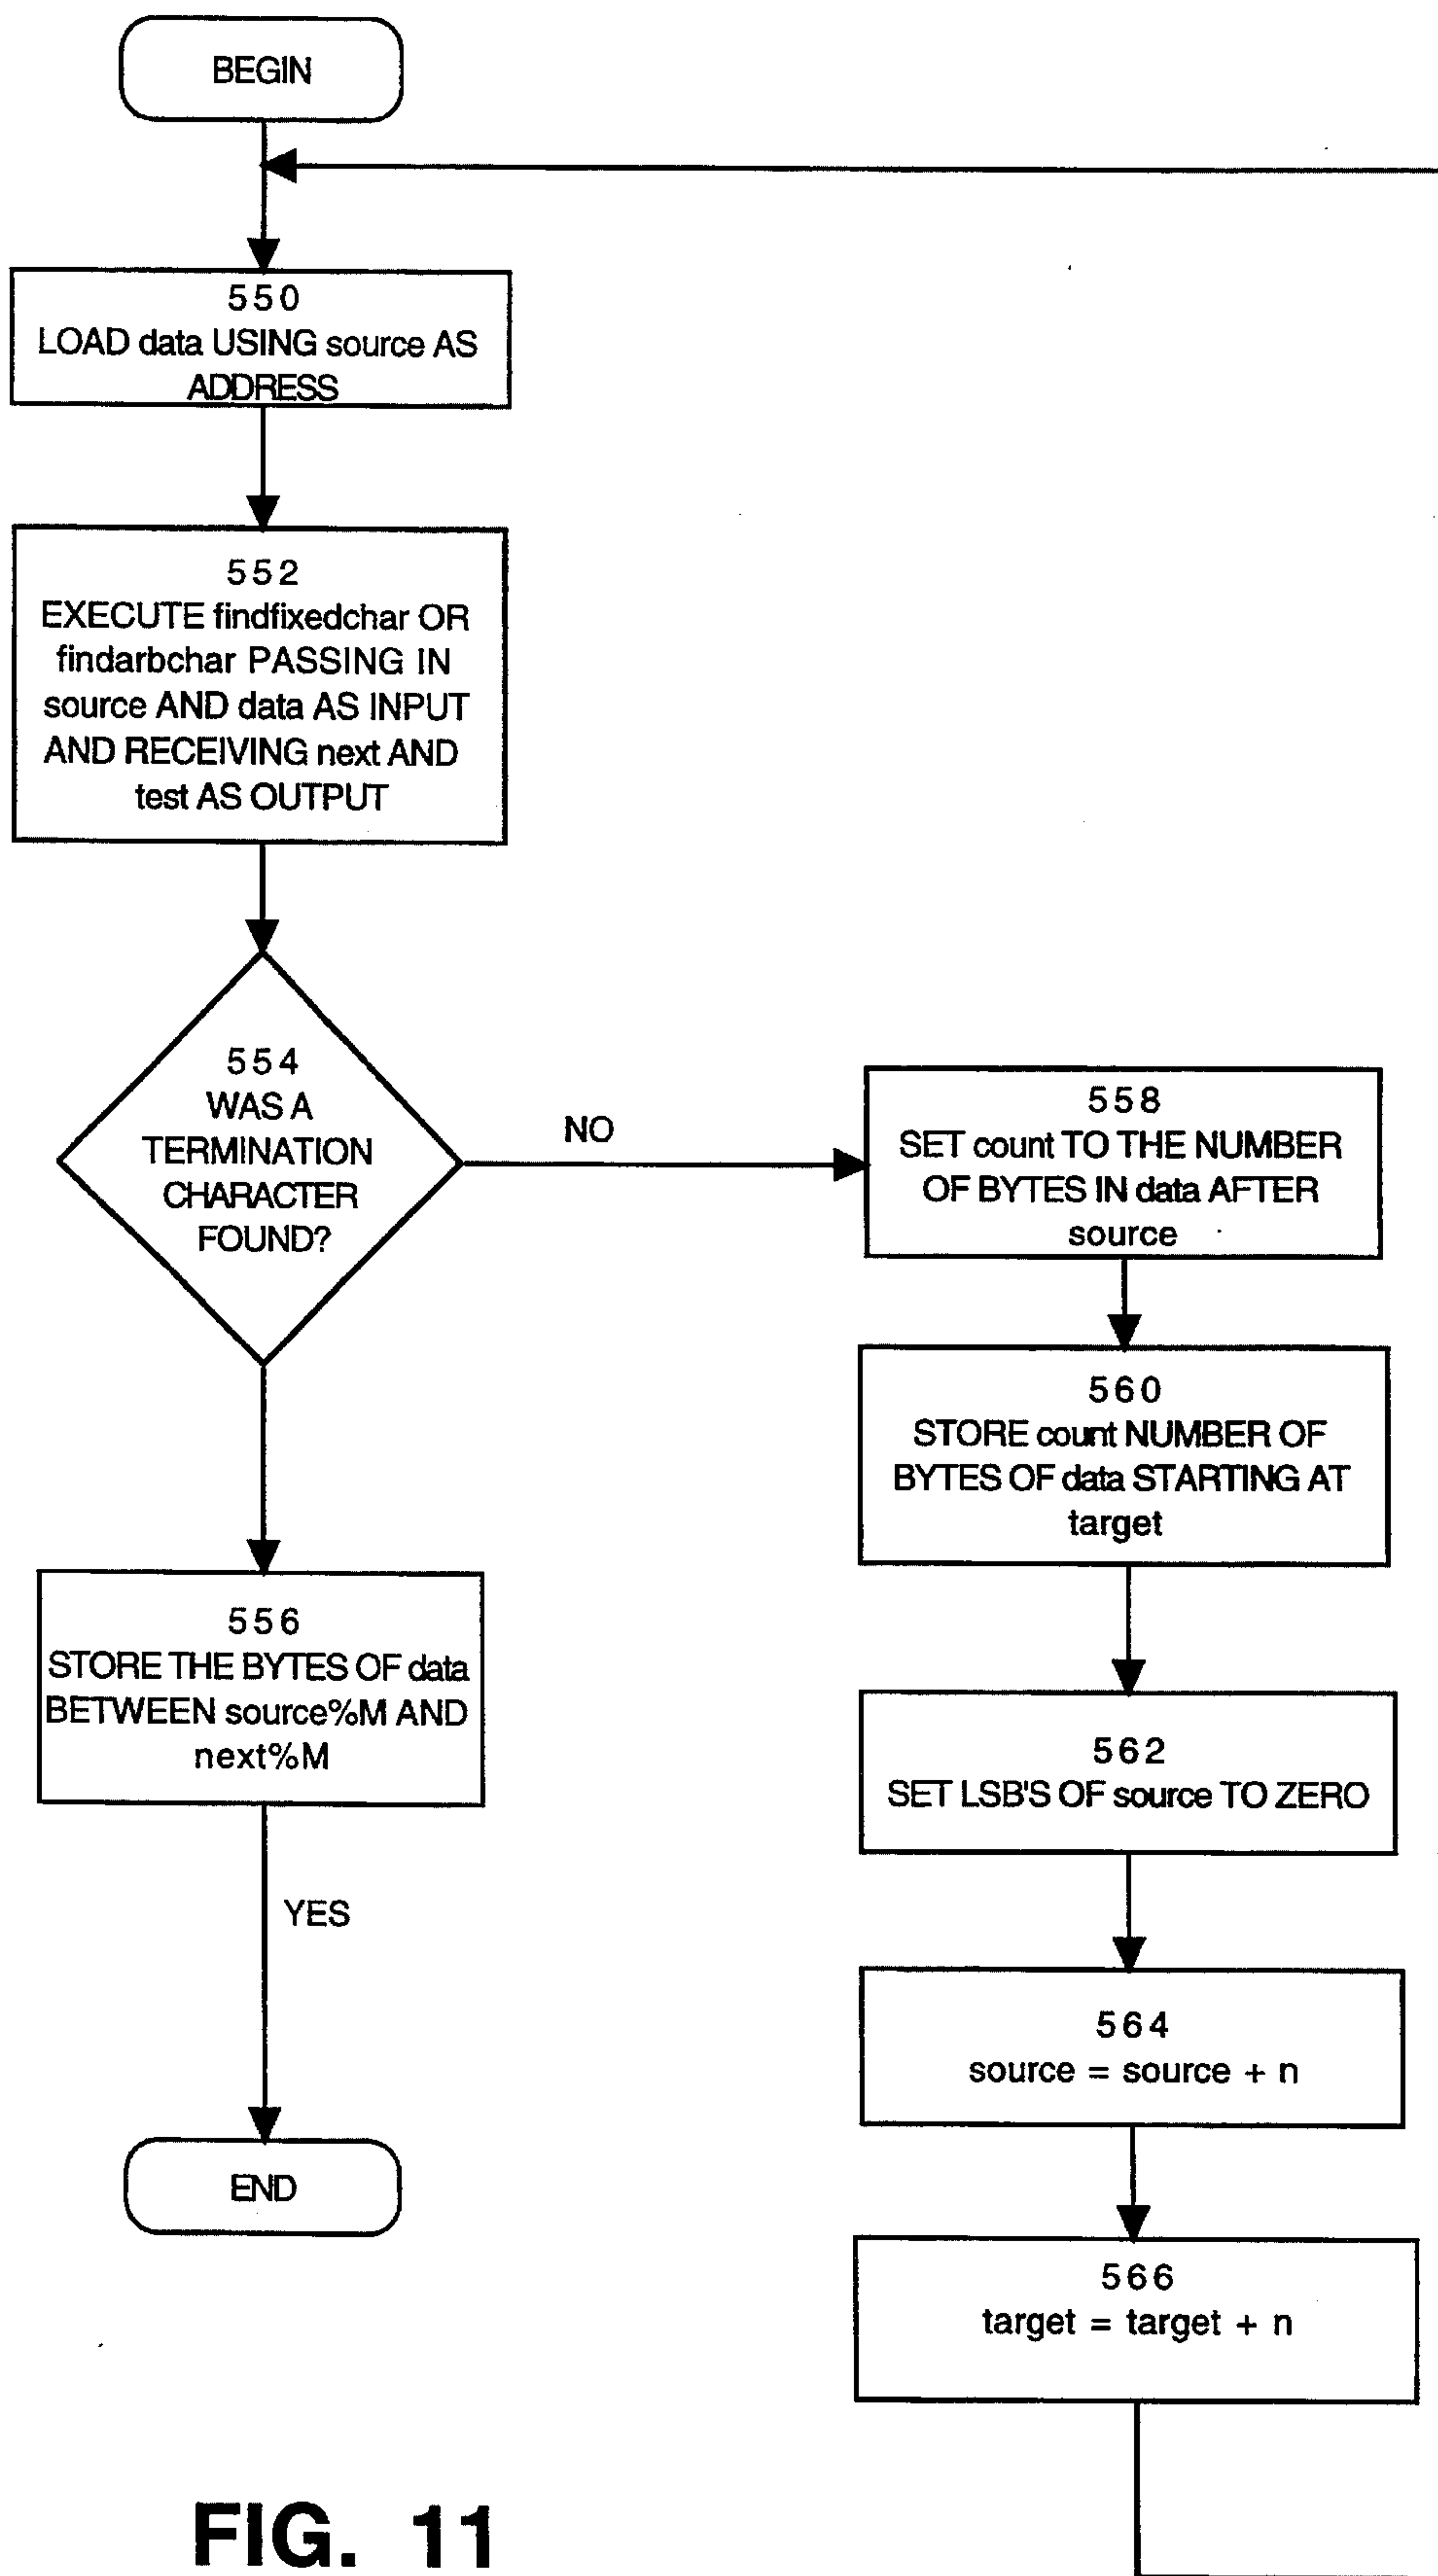 BEGIN
550
LOAD data USING source AS
ADDRESS
552
EXECUTE findfixedchar OR
findarbchar PASSING IN
source AND data AS INPUT
AND RECEIVING next AND
test AS OUTPUT
554
WAS A
TERMINATION
CHARACTER
FOUND?
NO
558
SET count TO THE NUMBER
OF BYTES IN data AFTER
source
560
STORE count NUMBER OF
BYTES OF data STARTING AT
target
562
SET LSB'S OF source TO ZERO
564
source = source + n
566
target = target + n
556
STORE THE BYTES OF data
BETWEEN source%M AND
next%M
YES
END
FIG. 11